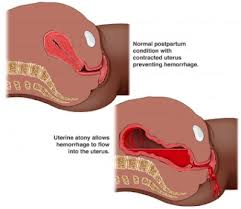 Normal postpartum
condition with
contracted uterus
preventing hemorrhage.
Uterine atony allows
hemorrhage to flow
into the uterus.